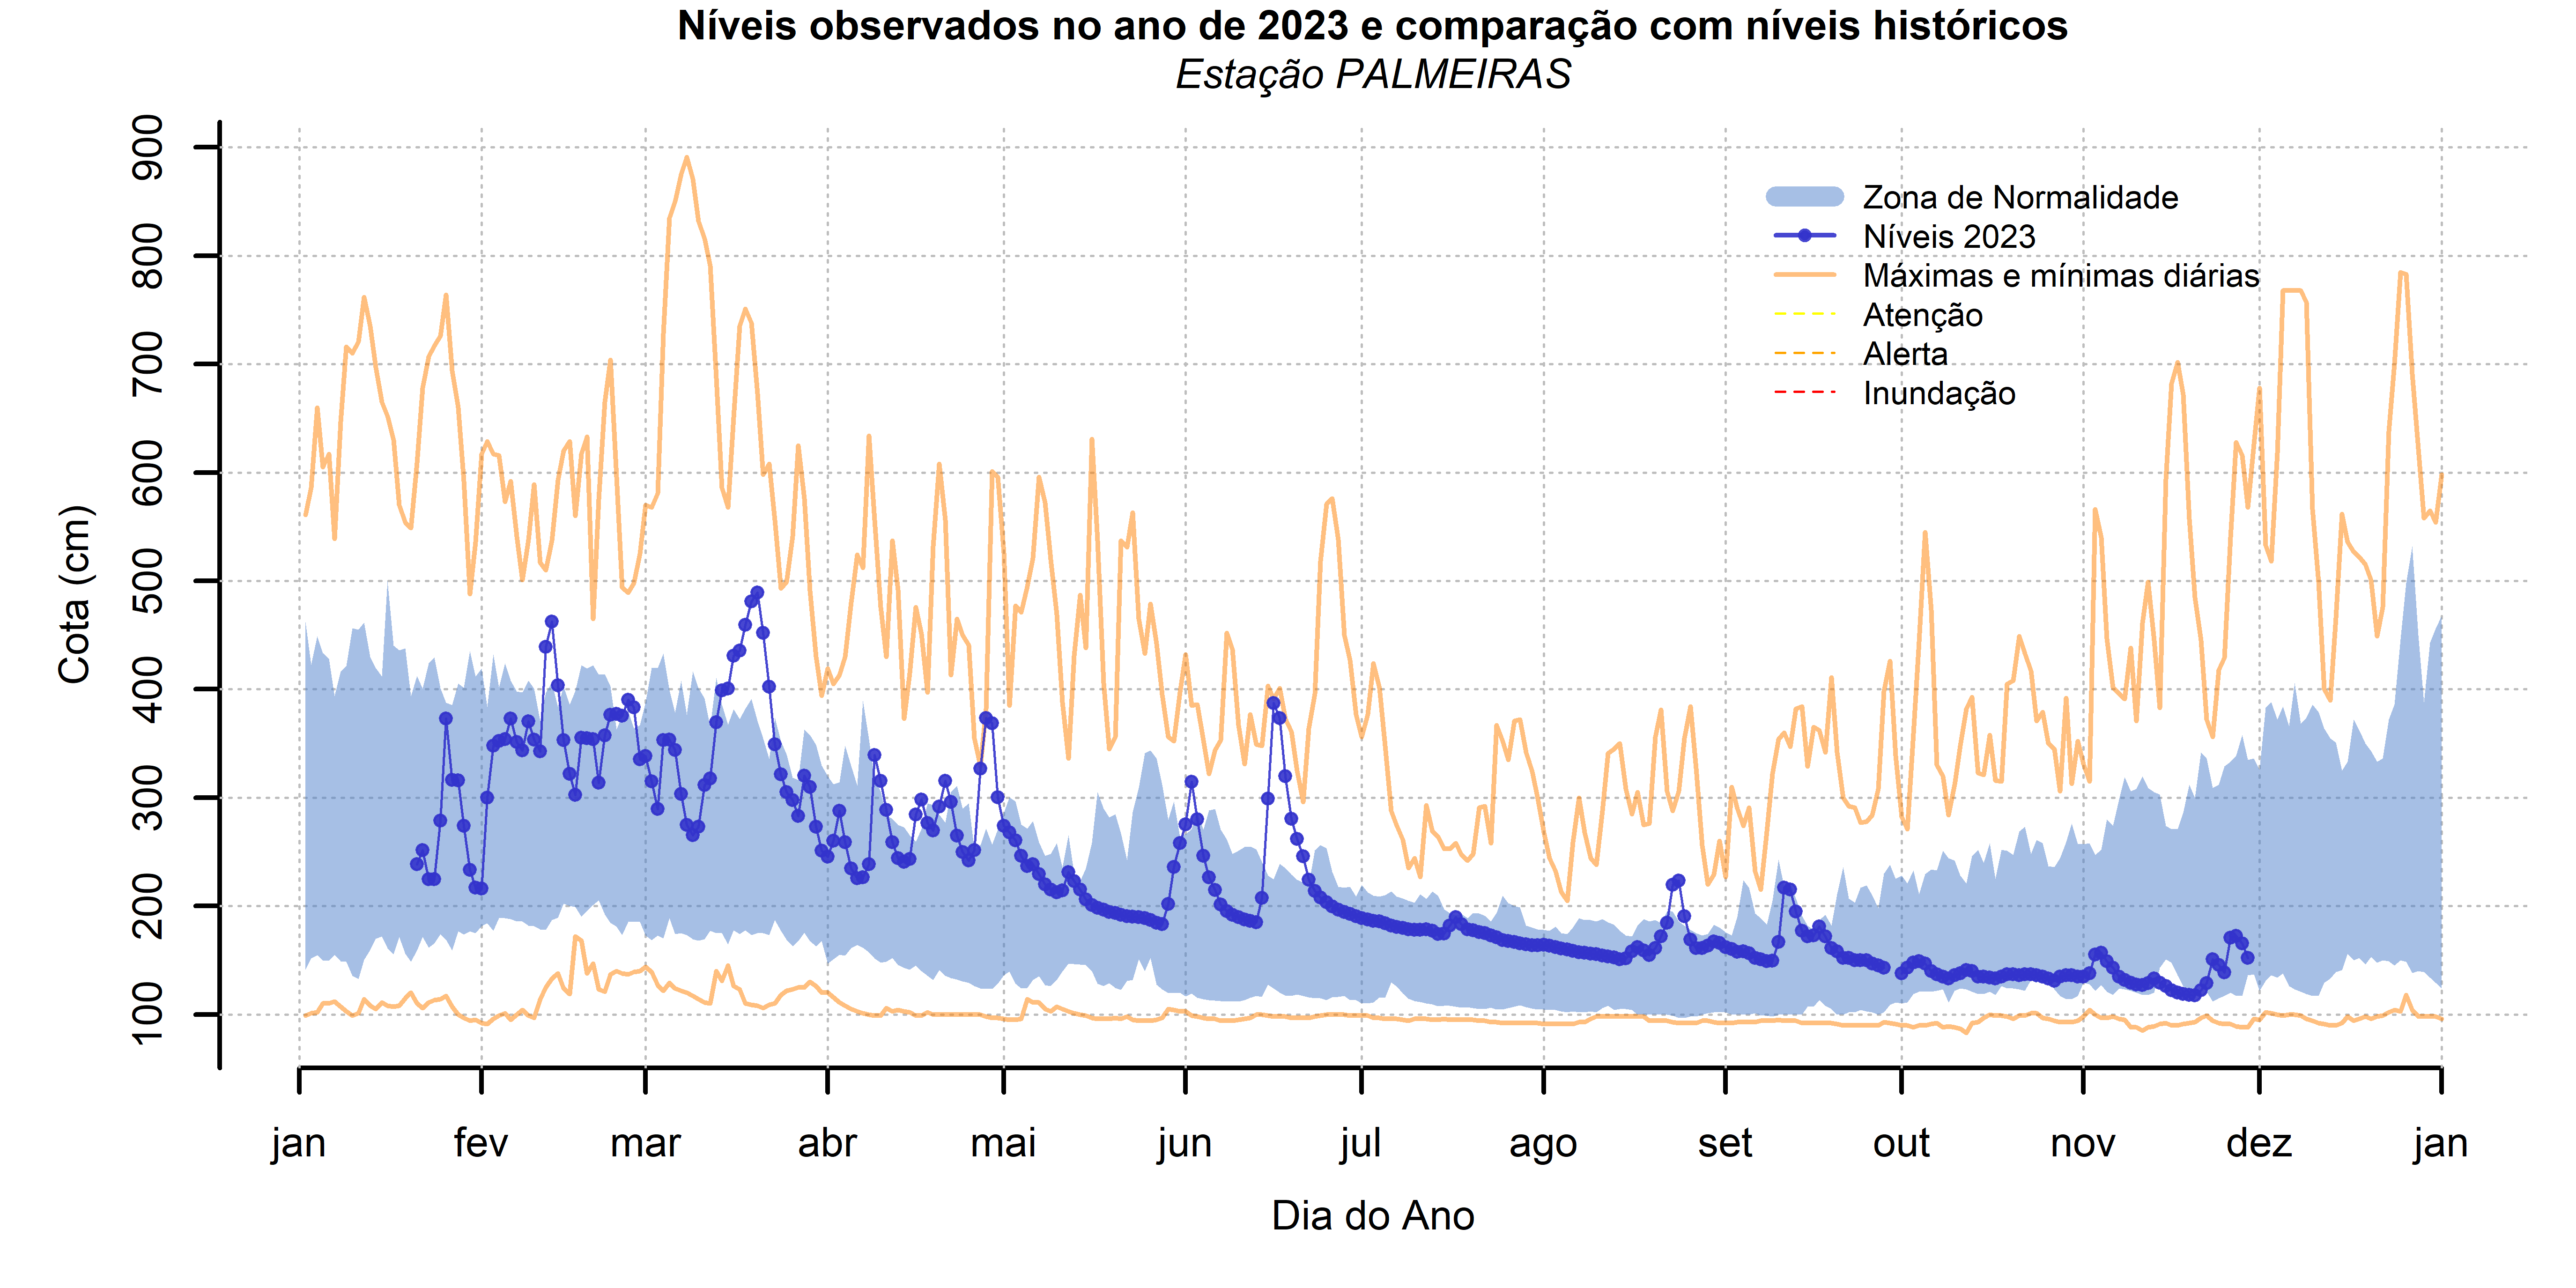 Níveis observados no ano de 2023 e comparação com níveis históricos
Estação PALMEIRAS
Cota (cm)
900
800
700
600
500
400
300
200
100
Zona de Normalidade
Níveis 2023
Máximas e mínimas diárias
Atenção
Alerta
Inundação
jan fev mar abr mai jun jul ago set out nov dez jan
Dia do Ano